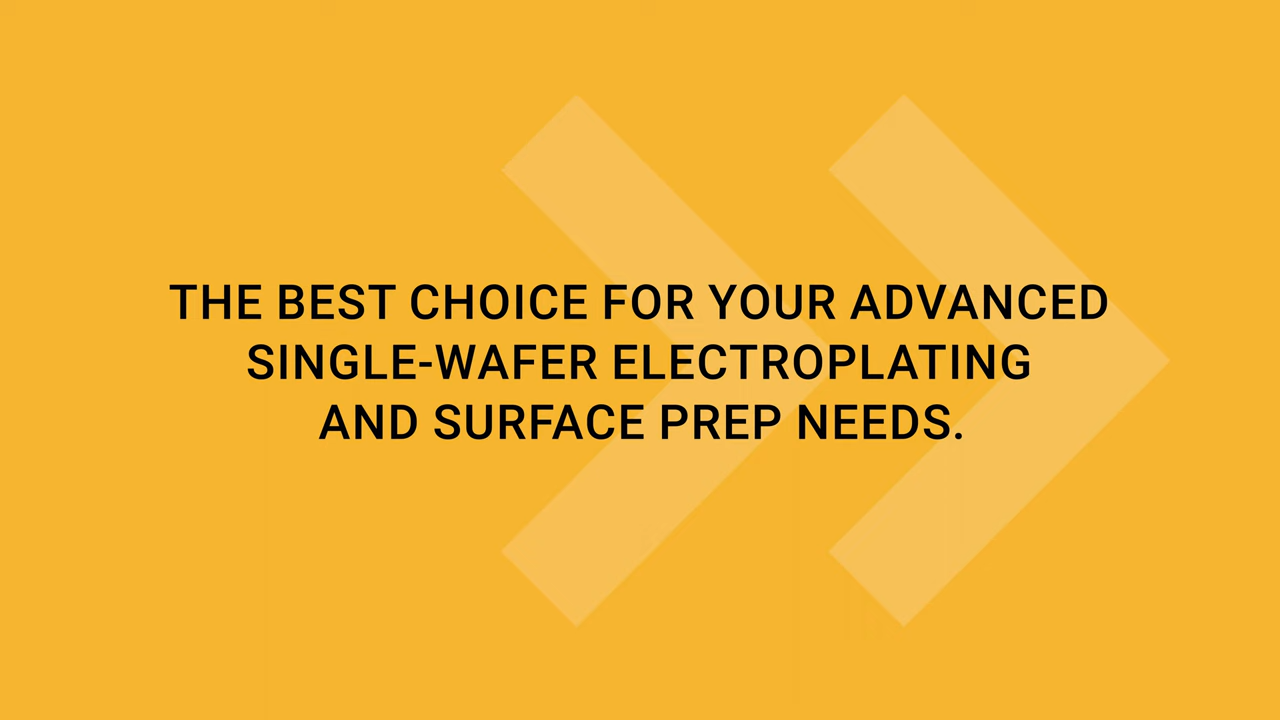 THE BEST CHOICE FOR YOUR ADVANCED
SINGLE-WAFER ELECTROPLATING
AND SURFACE PREP NEEDS.